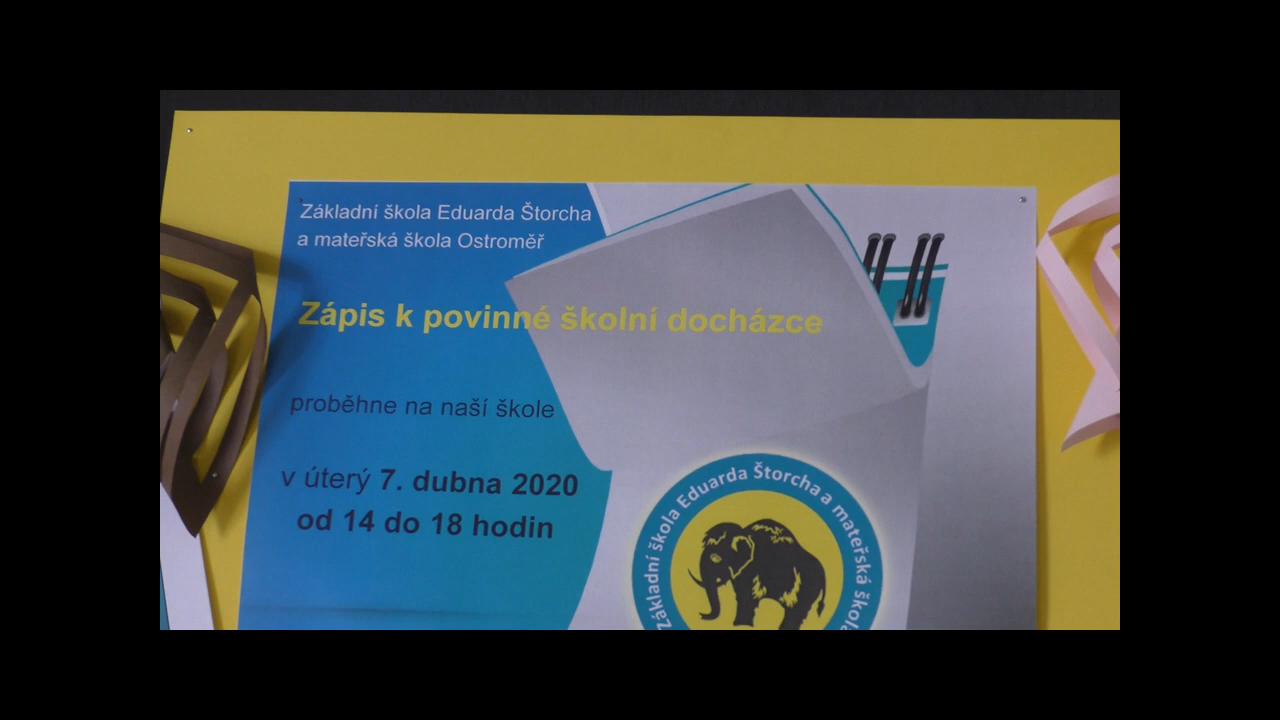 Základní škola Eduarda Štorcha
a mateřská škola Ostroměř
Zápis k povinné školní docházce
proběhne na naší škole
v úterý 7. dubna 2020
od 14 do 18 hodin
Základní škola Eduarda Štorcha a mateřská škola